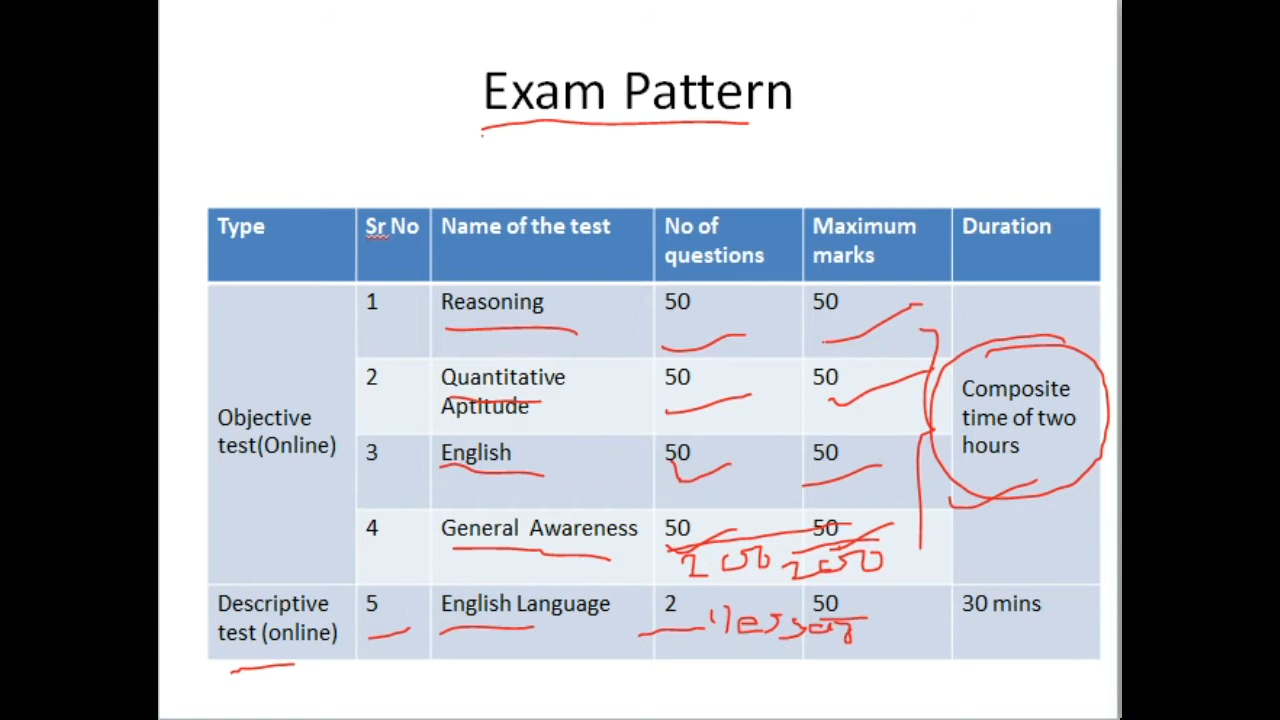 Exam Pattern
Type Sr No Name of the test No of questions Maximum marks Duration
1 Reasoning 50 50
2 Quantitative Aptitude 50 50
3 English 50 50
4 General Awareness 50 50
200 200
Objective test(Online)
Composite time of two hours
Descriptive test (online) 5 English Language 2 50 30 mins